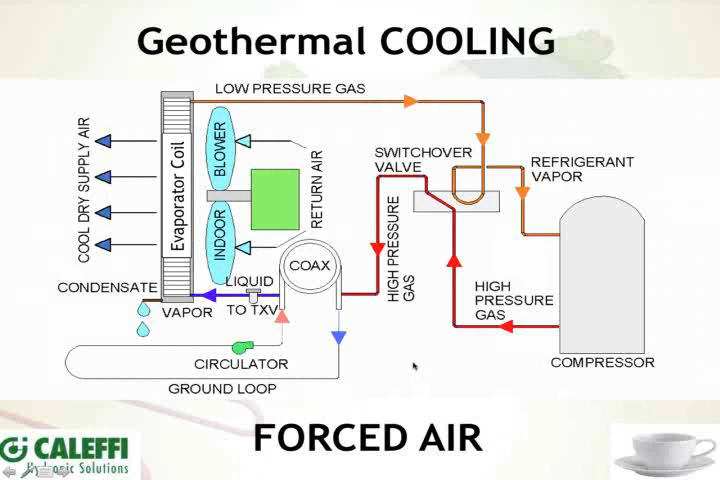 Geothermal COOLING
LOW PRESSURE GAS
COOL DRY SUPPLY AIR
Evaporator Coil
BLOWER
INDOOR
RETURN AIR
SWITCHOVER
VALVE
REFRIGERANT
VAPOR
HIGH PRESSURE
GAS
COAX
CONDENSATE
VAPOR
LIQUID
TO TXV
HIGH
PRESSURE
GAS
COMPRESSOR
CIRCULATOR
GROUND LOOP
FORCED AIR
CALEFFI
Hydronic Solutions